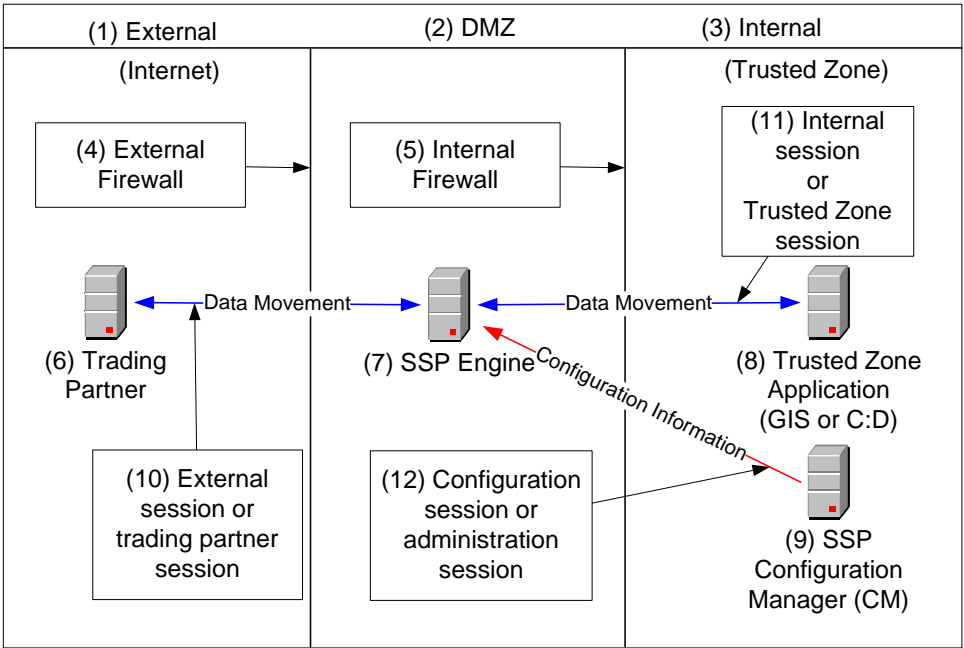 (1) External
(2) DMZ
(3) Internal
(Internet)
(Trusted Zone)
(4) External
Firewall
(5) Internal
Firewall
(11) Internal
session
or
Trusted Zone
session
Data Movement
Data Movement
(6) Trading
Partner
(7) SSP Engine
(8) Trusted Zone
Application
(GIS or C:D)
Configuration Information
(10) External
session or
trading partner
session
(12) Configuration
session or
administration
session
(9) SSP
Configuration
Manager (CM)